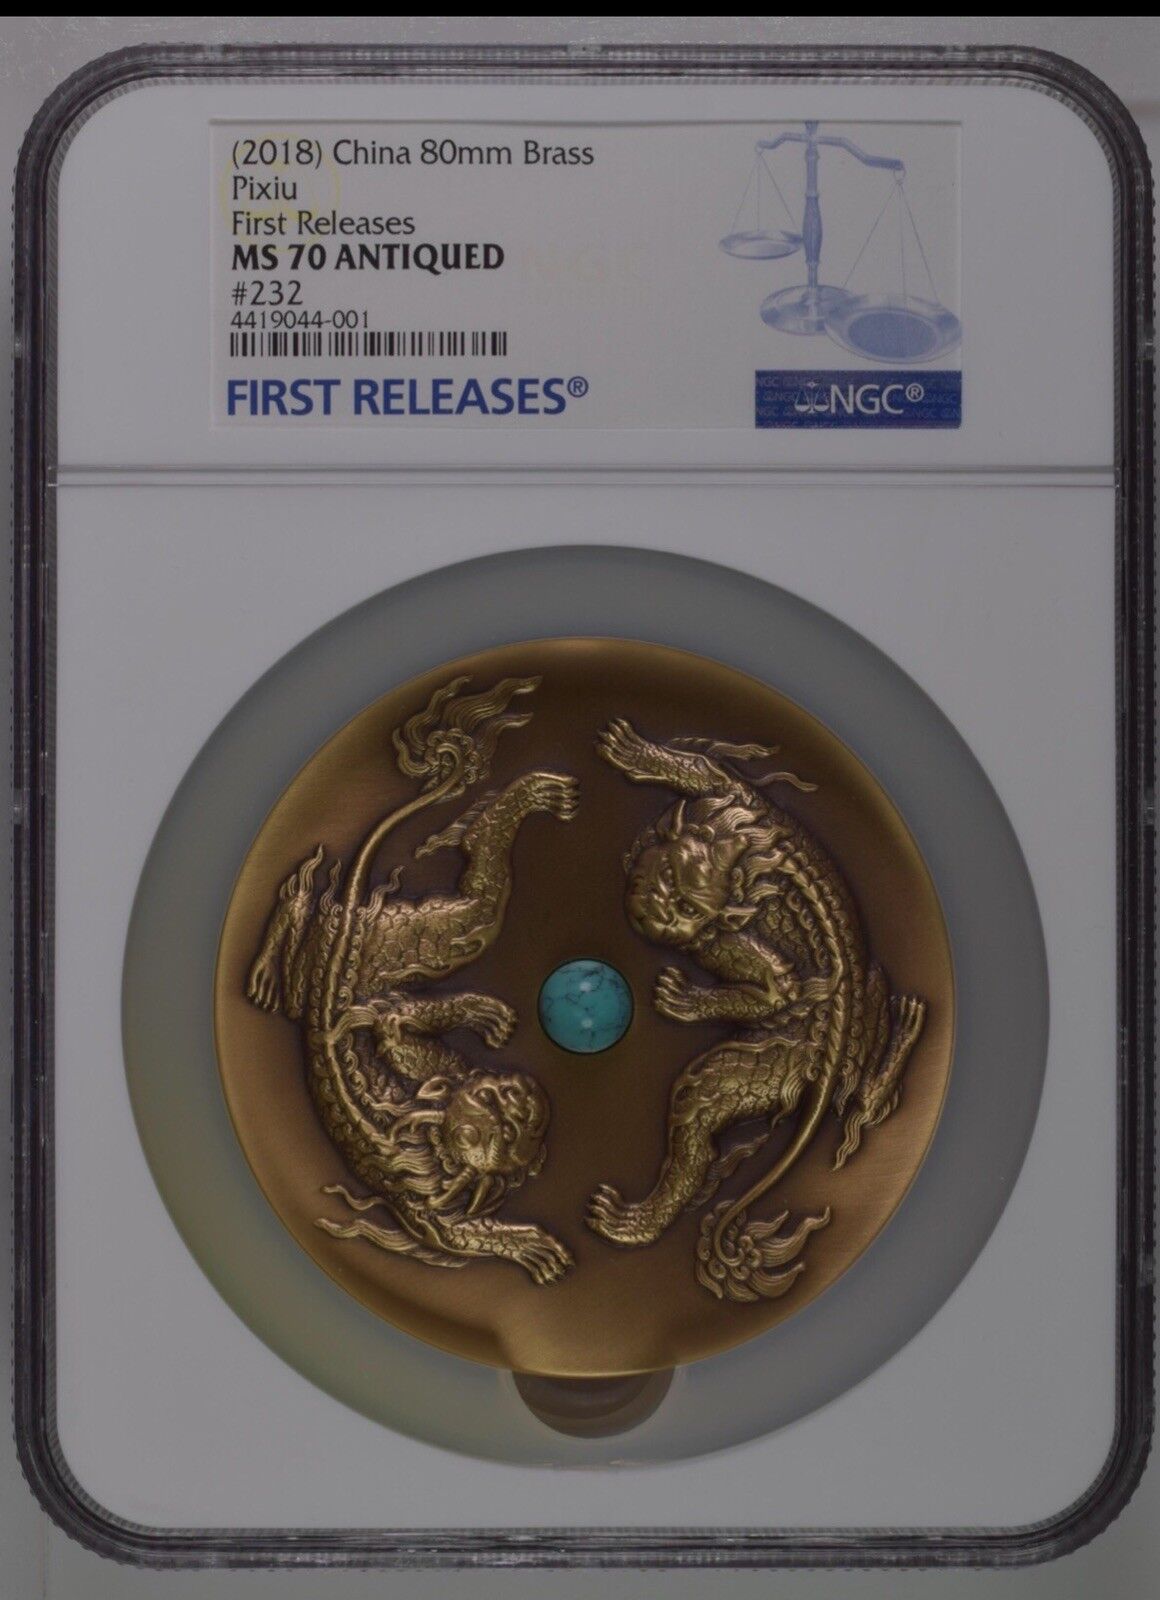 (2018) China 80mm Brass
Pixiu
First Releases
MS 70 ANTIQUED
#232
4419044-001
FIRST RELEASES®
NGC®